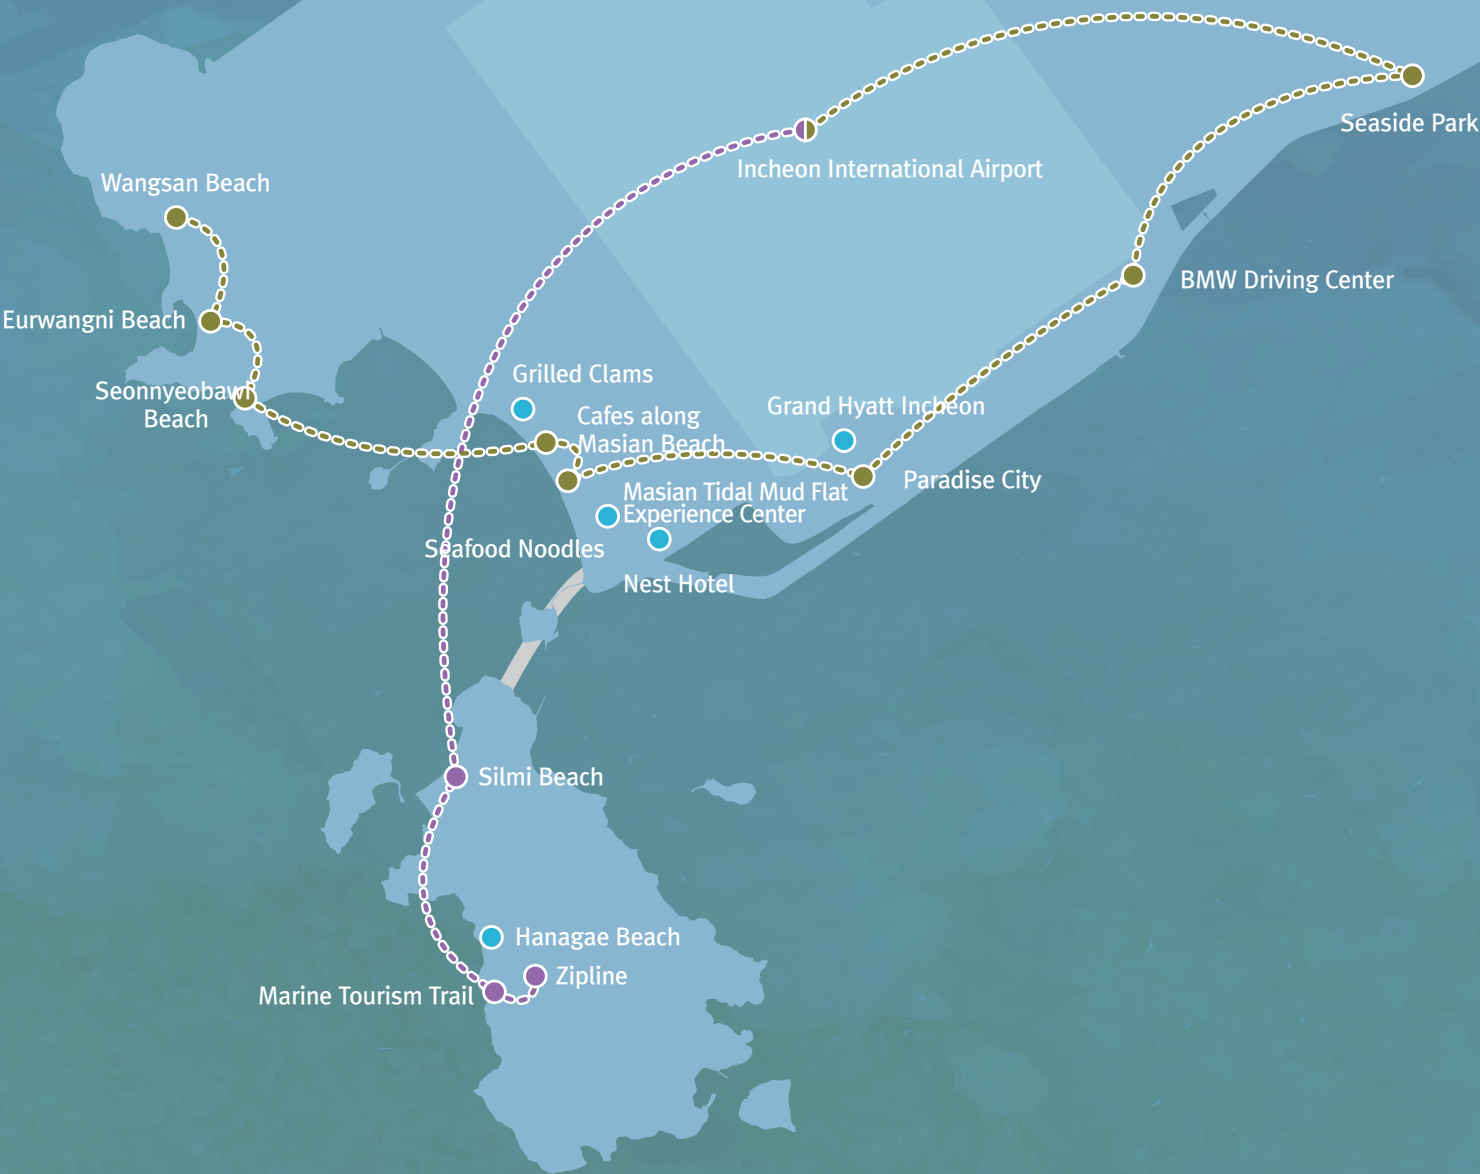 Seaside Park
Incheon International Airport
Wangsan Beach
BMW Driving Center
Eurwangni Beach
Grilled Clams
Seonnyeobawi
Beach
Cafes along
Masian Beach
Grand Hyatt Incheon
Paradise City
Masian Tidal Mud Flat
Experience Center
Seafood Noodles
Nest Hotel
Silmi Beach
Hanagae Beach
Zipline
Marine Tourism Trail